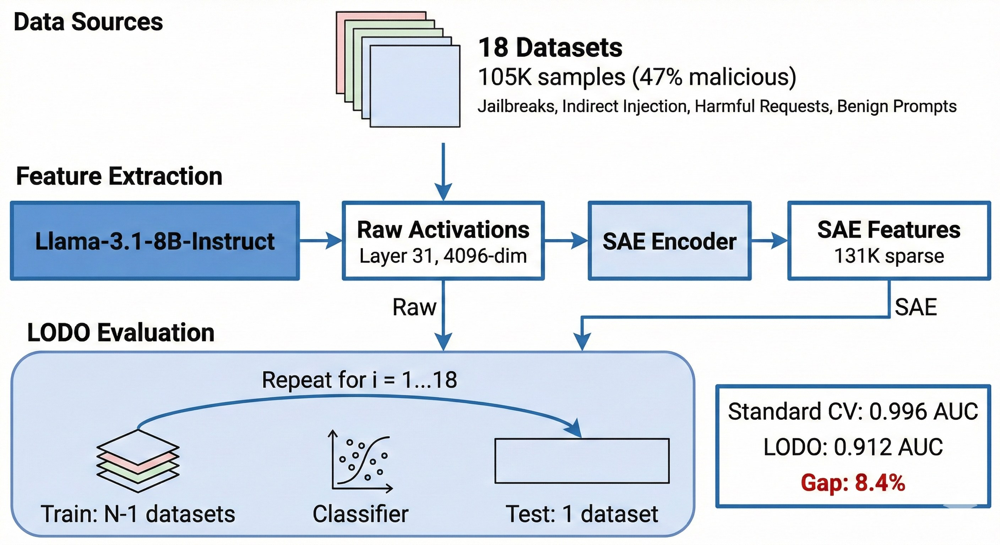 Data Sources
18 Datasets
105K samples (47% malicious)
Jailbreaks, Indirect Injection, Harmful Requests, Benign Prompts
Feature Extraction
Llama-3.1-8B-Instruct
Raw Activations
Layer 31, 4096-dim
SAE Encoder
SAE Features
131K sparse
Raw
SAE
LODO Evaluation
Repeat for i = 1...18
Train: N-1 datasets
Classifier
Test: 1 dataset
Standard CV: 0.996 AUC
LODO: 0.912 AUC
Gap: 8.4%